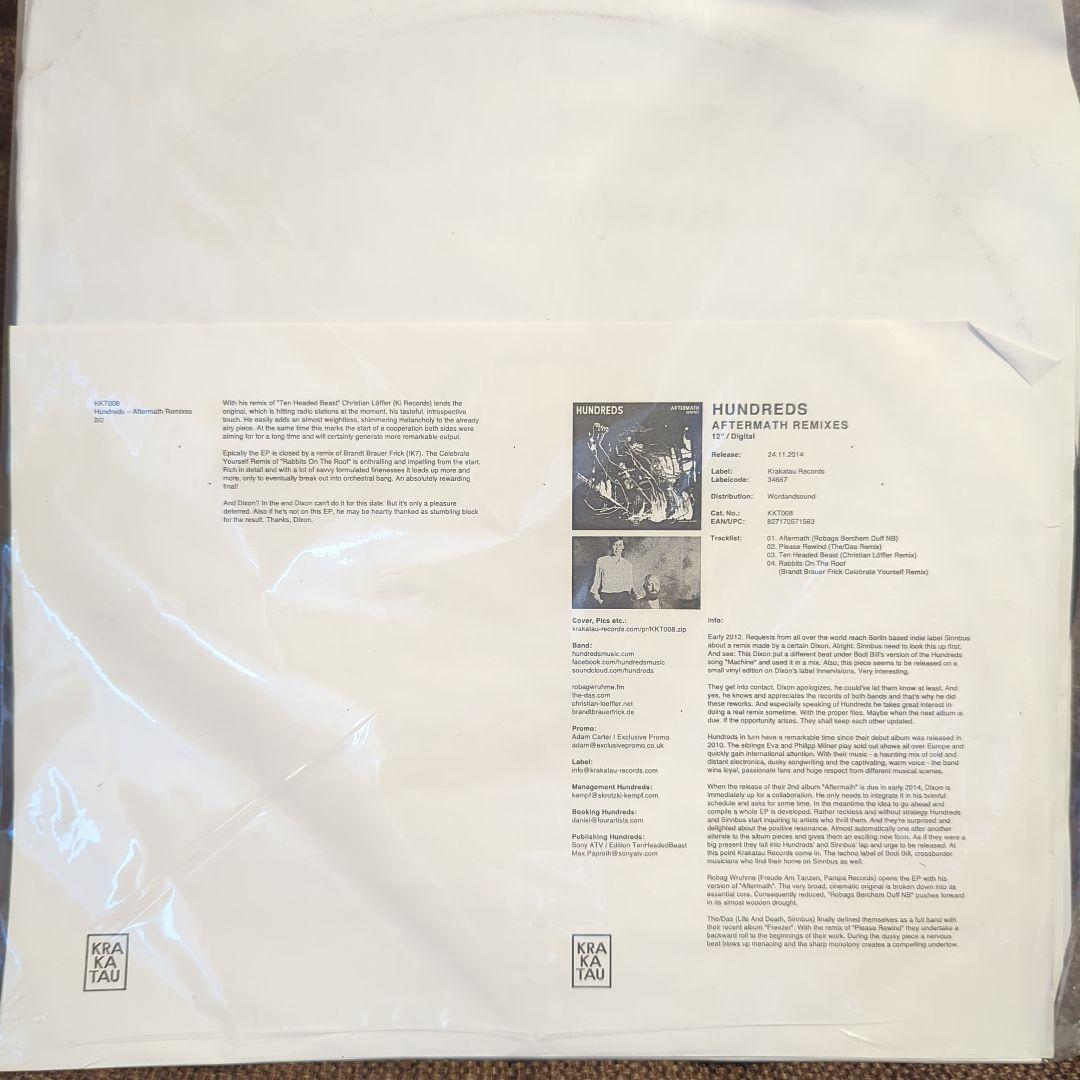 KKT008
Hundreds – Aftermath Remixes
2/2
With his remix of "Ten Headed Beast" Christian Löffler (Ki Records) lends the
original, which is hitting radio stations at the moment, his tasteful, introspective
touch. He easily adds an almost weightless, shimmering melancholy to the already
airy piece. At the same time this marks the start of a cooperation both sides were
aiming for for a long time and will certainly generate more remarkable output.
Epically the EP is closed by a remix of Brandt Brauer Frick (!K7). The Celebrate
Yourself Remix of "Rabbits On The Roof" is enthralling and impelling from the start.
Rich in detail and with a lot of savvy formulated finenesses it loads up more and
more, only to eventually break out into orchestral bang. An absolutely rewarding
final!
And Dixon? In the end Dixon can't do it for this date. But it's only a pleasure
deferred. Also if he's not on this EP, he may be hearty thanked as stumbling block
for the result. Thanks, Dixon.
KRA
KA
TAU
HUNDREDS
AFTERMATH
REMIXES
HUNDREDS
AFTERMATH REMIXES
12" / Digital
Release: 24.11.2014
Label: Krakatau Records
Labelcode: 34667
Distribution: Wordandsound
Cat. No.: KKT008
EAN/UPC: 827170571563
Tracklist: 01. Aftermath (Robags Berchem Duff NB)
02. Please Rewind (The/Das Remix)
03. Ten Headed Beast (Christian Löffler Remix)
04. Rabbits On The Roof
(Brandt Brauer Frick Celebrate Yourself Remix)
Cover, Pics etc.:
krakatau-records.com/pr/KKT008.zip
Band:
hundredsmusic.com
facebook.com/hundredsmusic
soundcloud.com/hundreds
robagwruhme.fm
the-das.com
christian-loeffler.net
brandtbrauerfrick.de
Promo:
Adam Carter I Exclusive Promo
adam@exclusivepromo.co.uk
Label:
info@krakatau-records.com
Management Hundreds:
kempf@skrotzki-kempf.com
Booking Hundreds:
daniel@fourartists.com
Publishing Hundreds:
Sony ATV / Edition TenHeadedBeast
Max.Paproth@sonyatv.com
Info:
Early 2012. Requests from all over the world reach Berlin based indie label Sinnbus
about a remix made by a certain Dixon. Alright. Sinnbus need to look this up first.
And see: This Dixon put a different beat under Bodi Bill's version of the Hundreds
song "Machine" and used it in a mix. Also, this piece seems to be released on a
small vinyl edition on Dixon's label Innervisions. Very interesting.
They get into contact. Dixon apologizes, he could've let them know at least. And
yes, he knows and appreciates the records of both bands and that's why he did
these reworks. And especially speaking of Hundreds he takes great interest in
doing a real remix sometime. With the proper files. Maybe when the next album is
due. If the opportunity arises. They shall keep each other updated.
Hundreds in turn have a remarkable time since their debut album was released in
2010. The siblings Eva and Philipp Milner play sold out shows all over Europe and
quickly gain international attention. With their music - a haunting mix of cold and
distant electronica, dusky songwriting and the captivating, warm voice - the band
wins loyal, passionate fans and huge respect from different musical scenes.
When the release of their 2nd album "Aftermath" is due in early 2014, Dixon is
immediately up for a collaboration. He only needs to integrate it in his brimful
schedule and asks for some time. In the meantime the idea to go ahead and
compile a whole EP is developed. Rather reckless and without strategy Hundreds
and Sinnbus start inquiring to artists who thrill them. And they're surprised and
delighted about the positive resonance. Almost automatically one after another
attends to the album pieces and gives them an exciting new form. As if they were a
big present they fall into Hundreds' and Sinnbus' lap and urge to be released. At
this point Krakatau Records come in. The techno label of Bodi Bill, crossborder
musicians who find their home on Sinnbus as well.
Robag Wruhme (Freude Am Tanzen, Pampa Records) opens the EP with his
version of "Aftermath". The very broad, cinematic original is broken down into its
essential core. Consequently reduced, "Robags Berchem Duff NB" pushes forward
in its almost wooden drought.
The/Das (Life And Death, Sinnbus) finally defined themselves as a full band with
their recent album "Freezer". With the remix of "Please Rewind" they undertake a
backward roll to the beginnings of their work. During the dusky piece a nervous
beat blows up menacing and the sharp monotony creates a compelling undertow.
KRA
KA
TAU